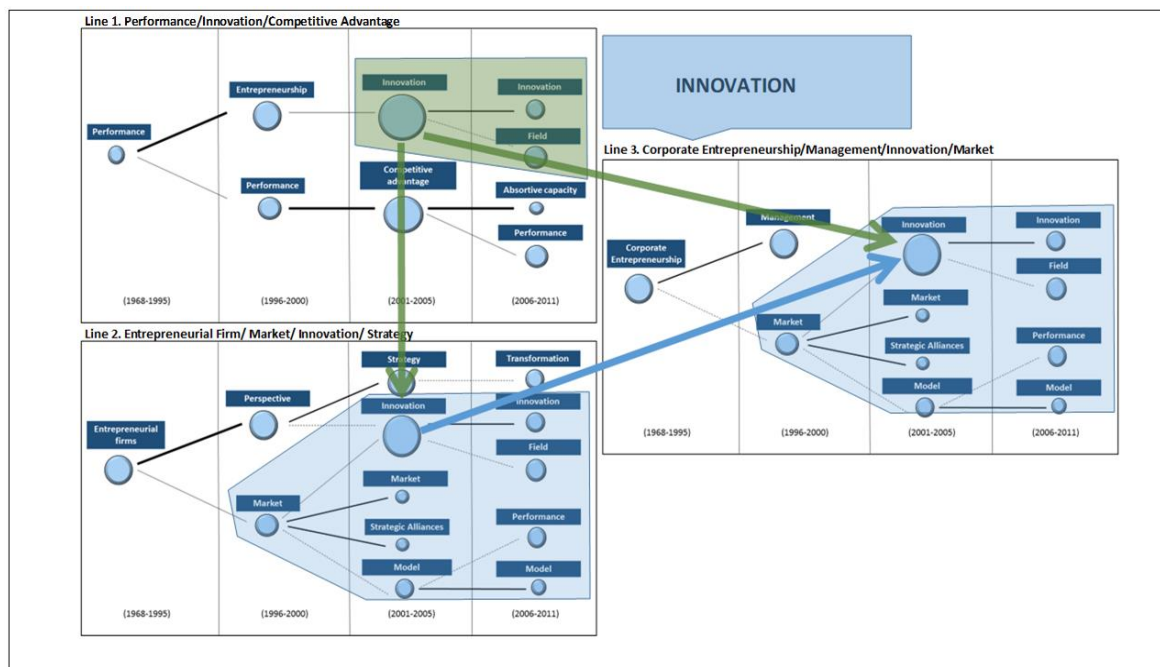 Line 1. Performance/Innovation/Competitive Advantage
Innovation
Innovation
Entrepreneurship
Field
Performance
Competitive
advantage
Performance
Absortive capacity
Performance
(1968-1995)
(1996-2000)
(2001-2005)
(2006-2011)
INNOVATION
Line 3. Corporate Entrepreneurship/Management/Innovation/Market
Management
Innovation
Innovation
Corporate
Entrepreneurship
Field
Market
Market
Performance
Strategic Alliances
Model
Model
(1968-1995)
(1996-2000)
(2001-2005)
(2006-2011)
Line 2. Entrepreneurial Firm/ Market/ Innovation/ Strategy
Strategy
Transformation
Perspective
Innovation
Innovation
Entrepreneurial
firms
Field
Market
Market
Performance
Strategic Alliances
Model
Model
(1968-1995)
(1996-2000)
(2001-2005)
(2006-2011)